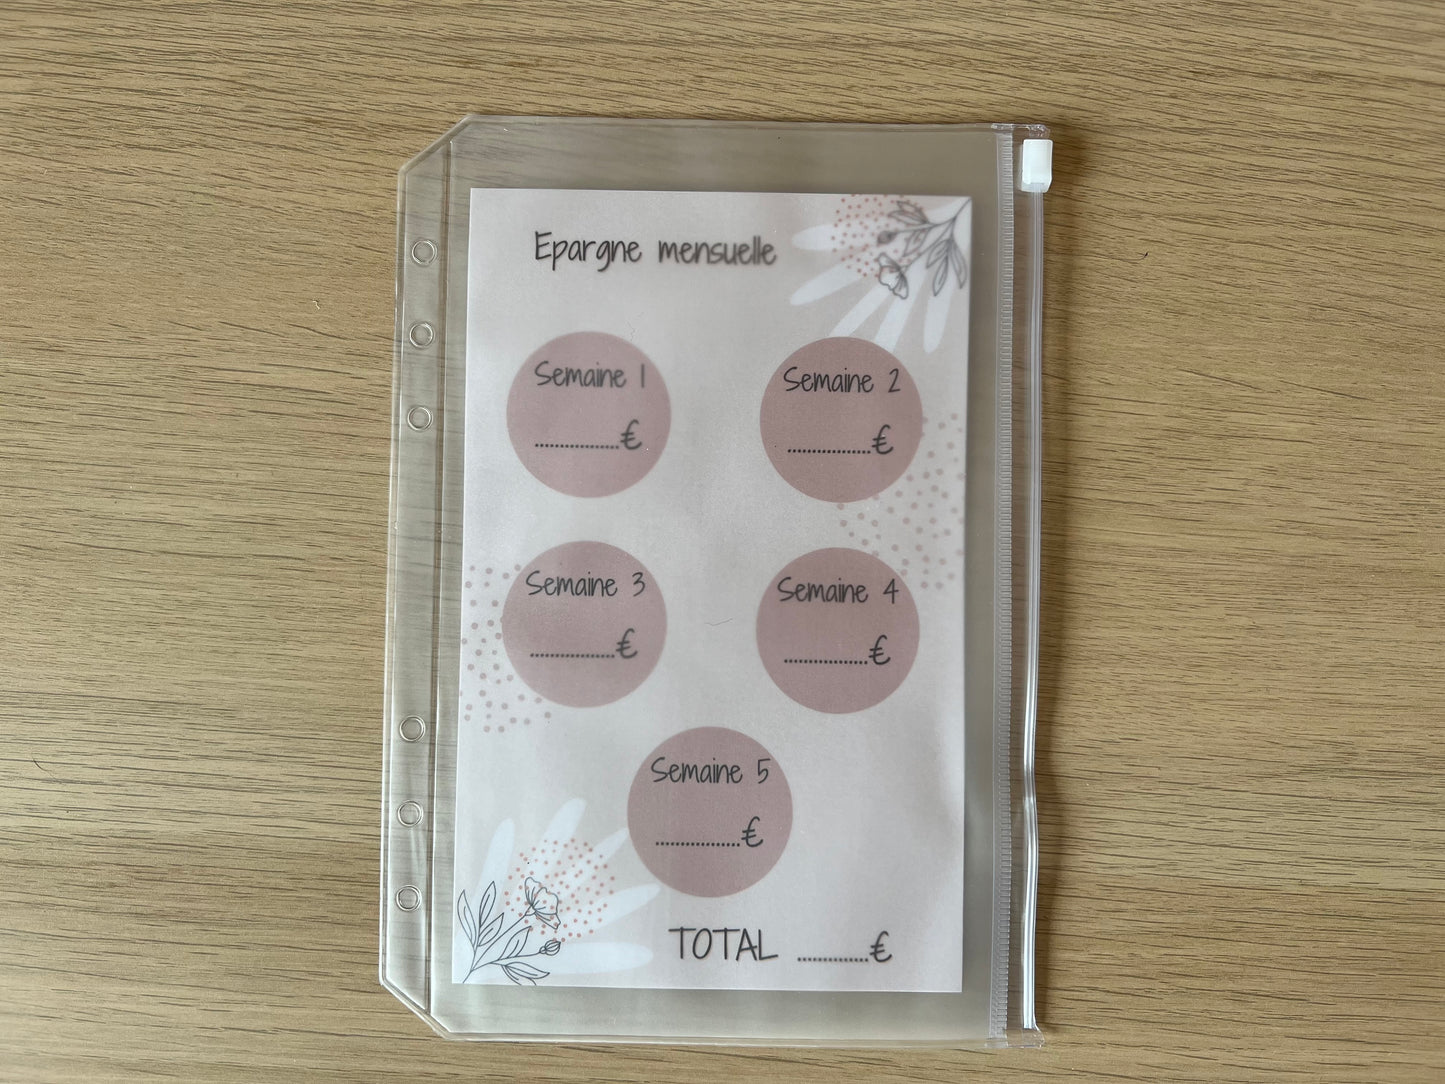 Epargne mensuelle
Semaine 1
.................€
Semaine 2
.................€
Semaine 3
.................€
Semaine 4
.................€
Semaine 5
.................€
TOTAL ..............€